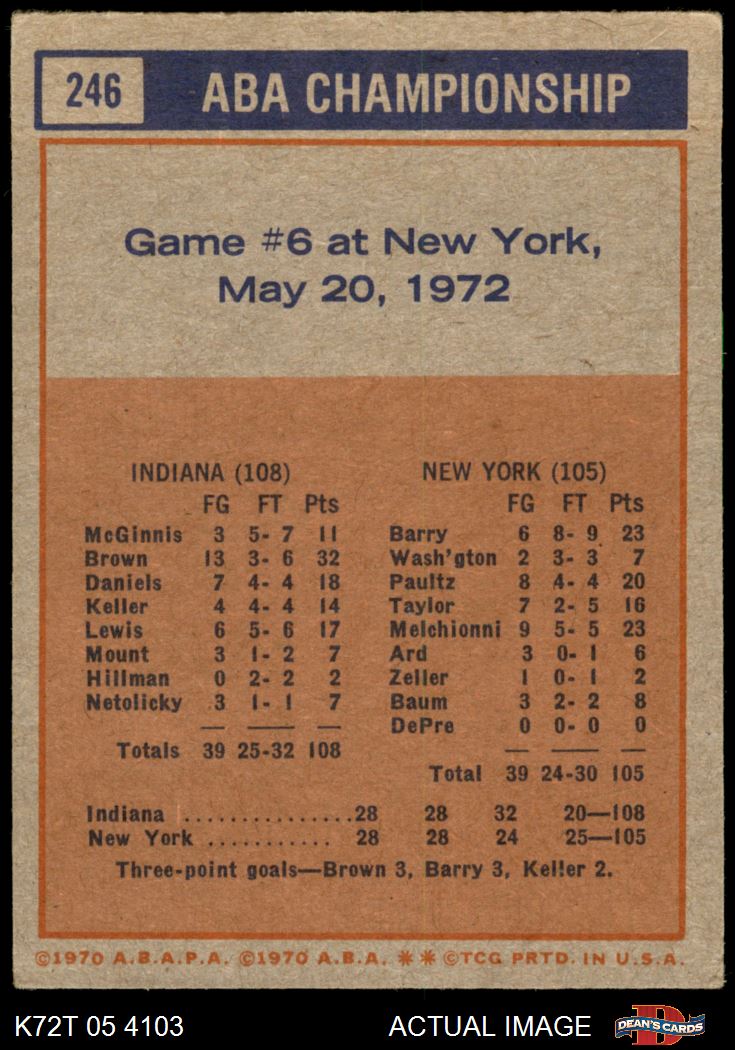 246 ABA CHAMPIONSHIP
Game #6 at New York,
May 20, 1972
INDIANA (108)
FG FT Pts
McGinnis 3 5- 7 11
Brown 13 3- 6 32
Daniels 7 4- 4 18
Keller 4 4- 4 14
Lewis 6 5- 6 17
Mount 3 1- 2 7
Hillman 0 2- 2 2
Netolicky 3 1- 1 7
Totals 39 25-32 108
NEW YORK (105)
FG FT Pts
Barry 6 8- 9 23
Wash'gton 2 3- 3 7
Paultz 8 4- 4 20
Taylor 7 2- 5 16
Melchionni 9 5- 5 23
Ard 3 0- 1 6
Zeller 1 0- 1 2
Baum 3 2- 2 8
DePre 0 0- 0 0
Total 39 24-30 105
Indiana ...............28 28 32 20—108
New York ........... 28 28 24 25—105
Three-point goals—Brown 3, Barry 3, Keller 2.
©1970 A.B.A.P.A. ©1970 A.B.A. ** ©TCG PRTD. IN U.S.A.
K72T 05 4103 ACTUAL IMAGE D DEAN'S CARDS